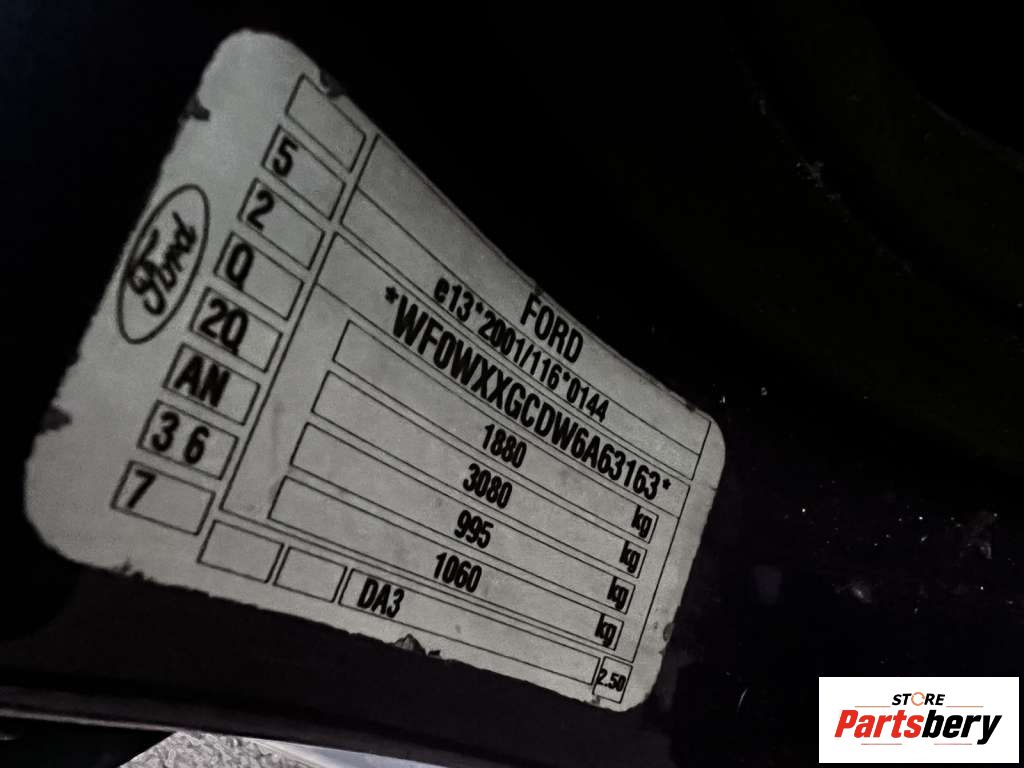 Ford
5
2
Q
2Q
AN
3 6
7
FORD
e13*2001/116*0144
*WF0WXXGCDW6A63163*
1880 kg
3080 kg
995 kg
1060 kg
DA3
2.50
STORE
Partsbery